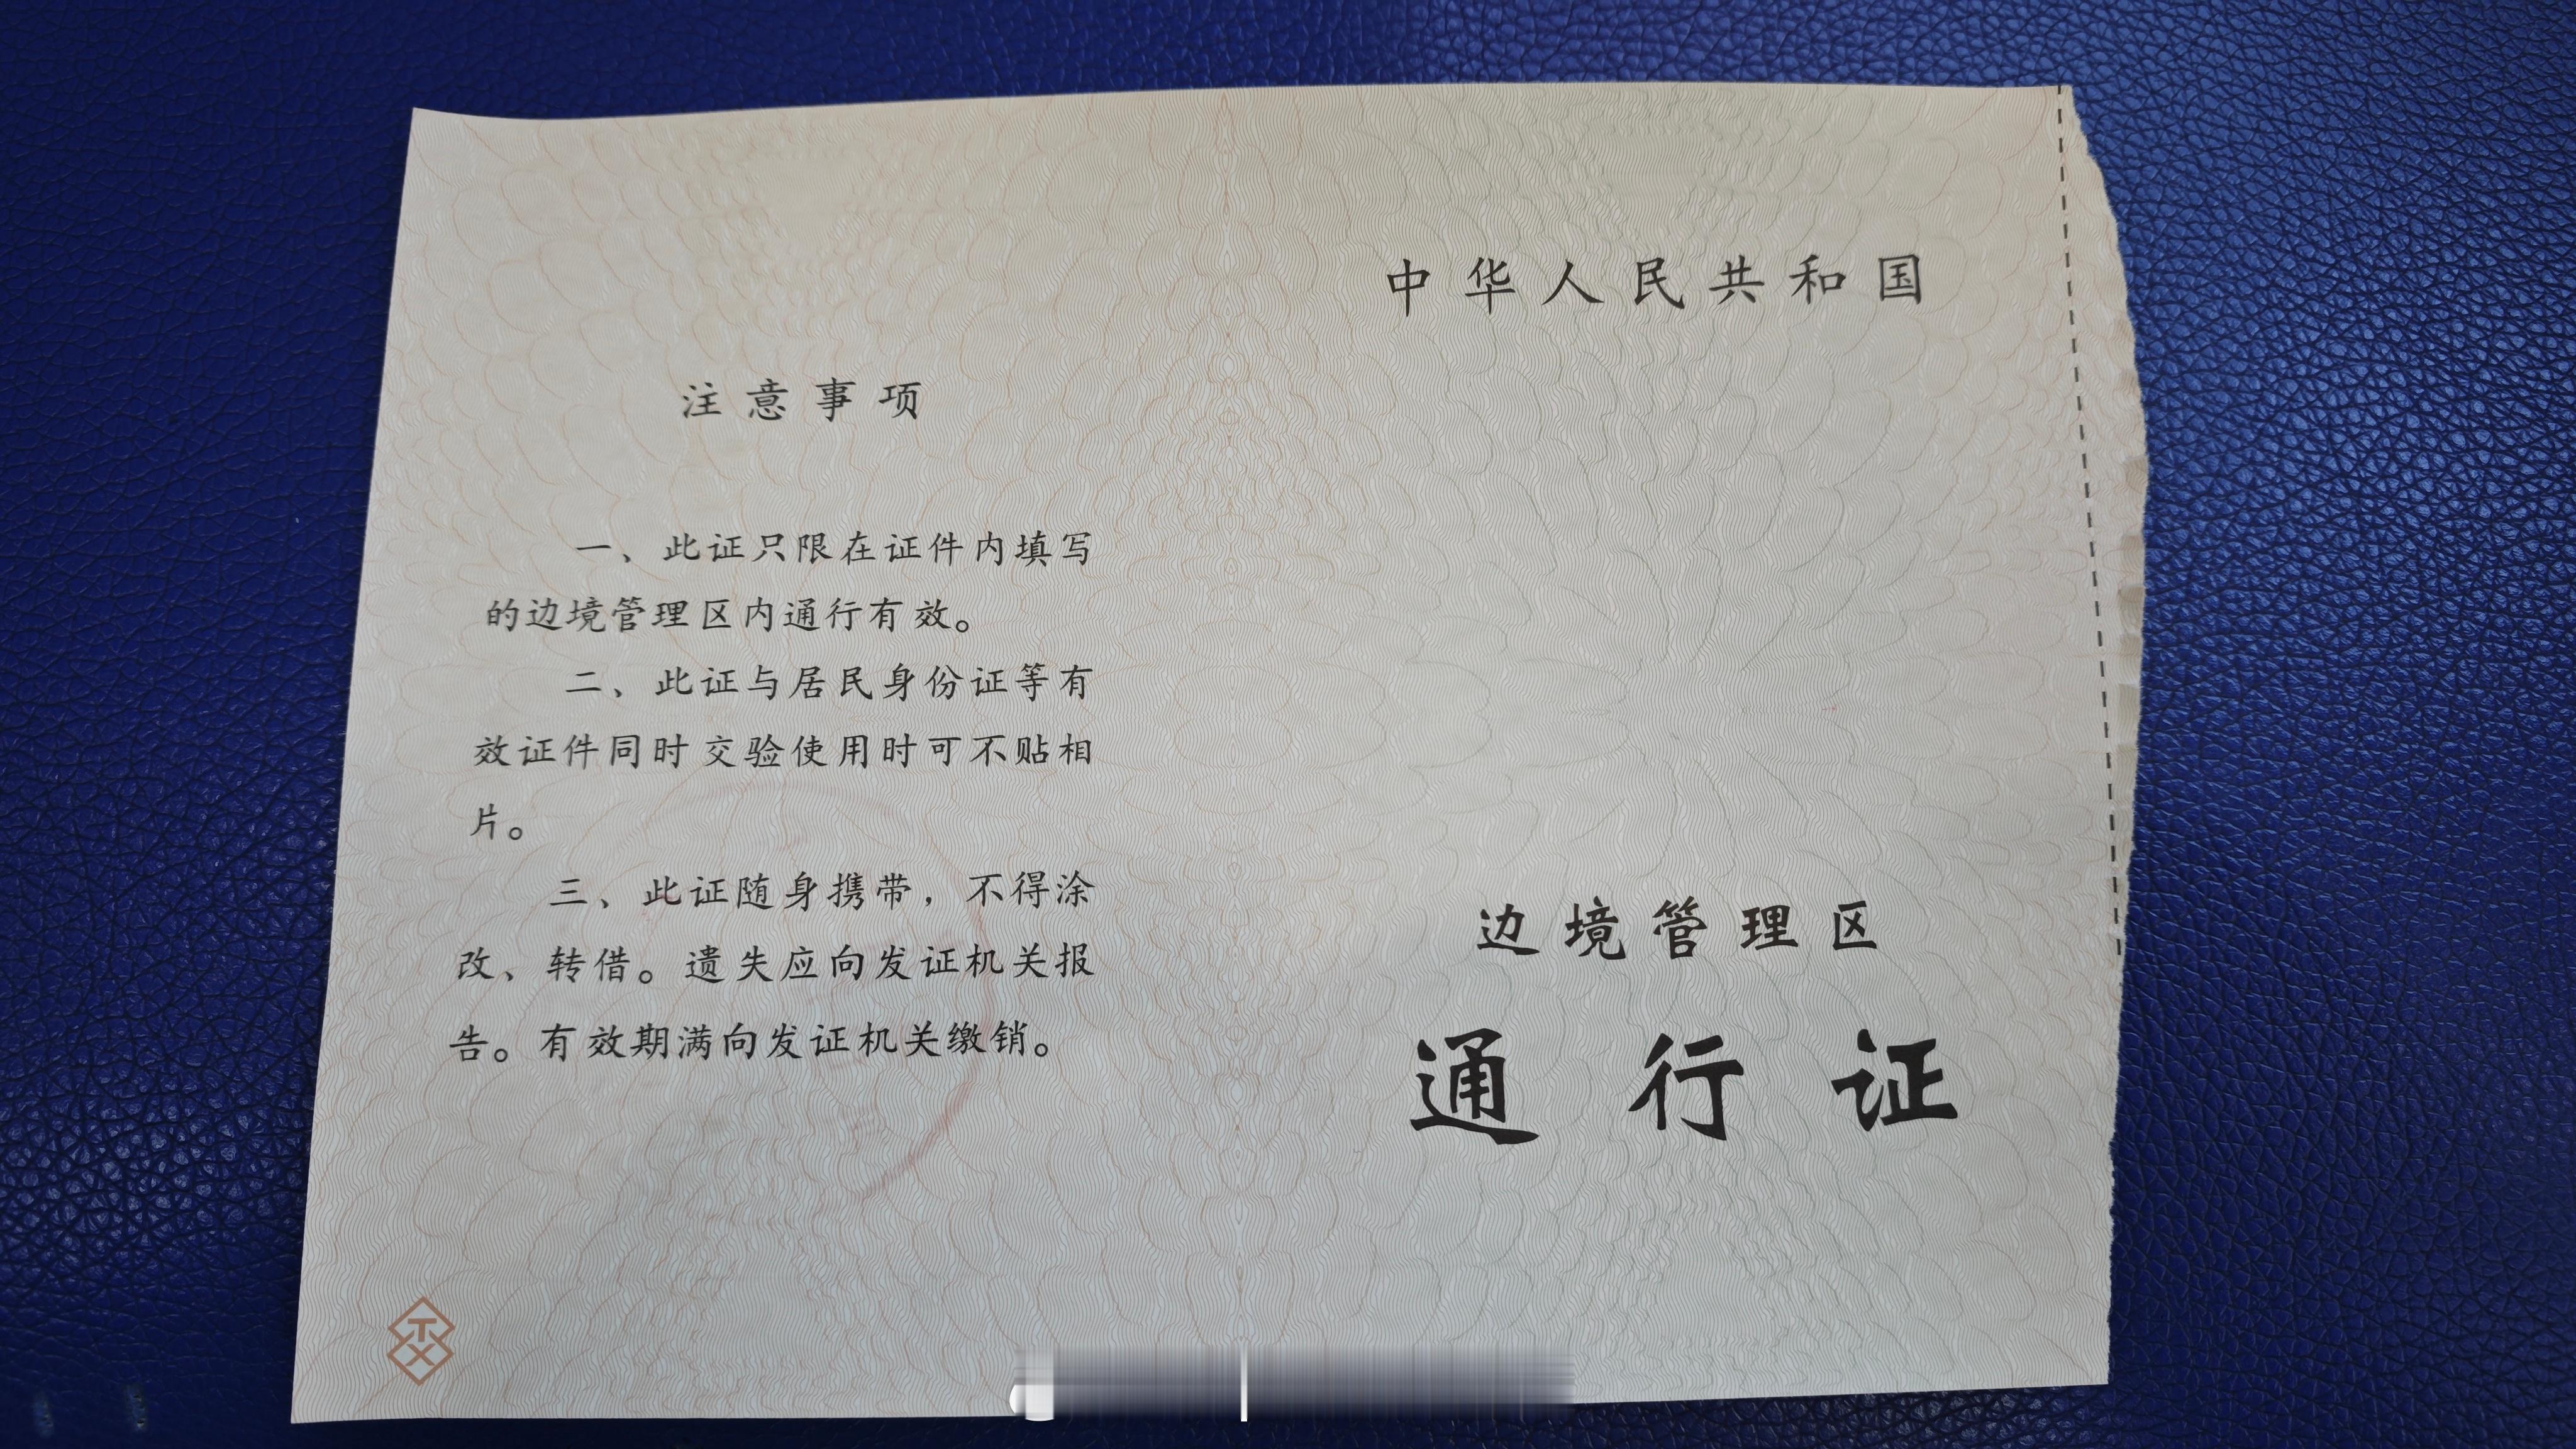 注意事项
一、此证只限在证件内填写
的边境管理区内通行有效。
二、此证与居民身份证等有
效证件同时交验使用时可不贴相
片。
三、此证随身携带，不得涂
改、转借。遗失应向发证机关报
告。有效期满向发证机关缴销。
TX
中华人民共和国
边境管理区
通行证